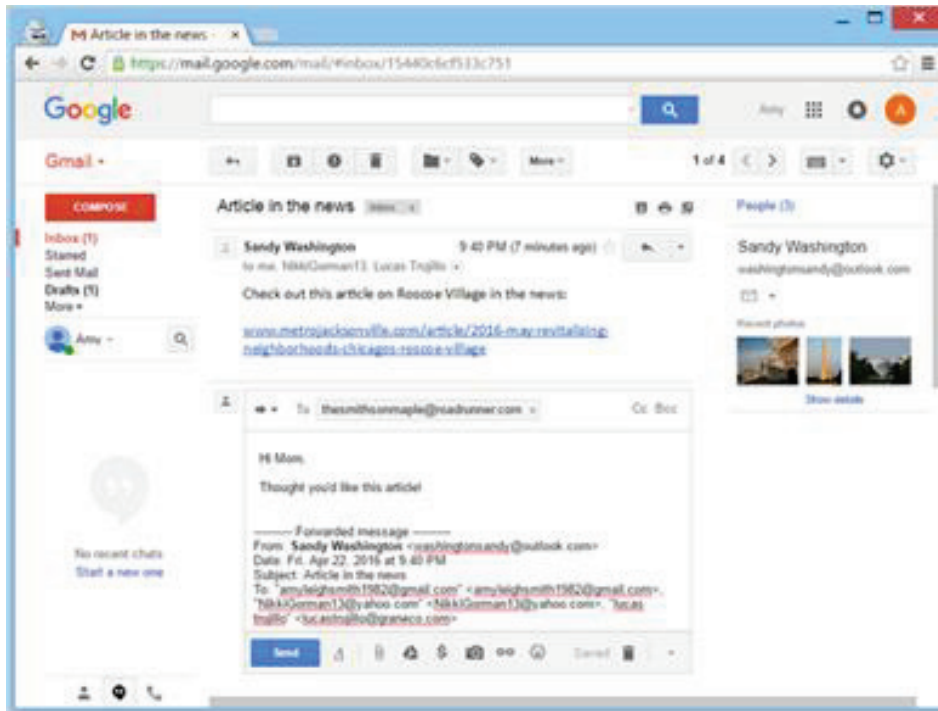 M Article in the news
https://mail.google.com/mail/#inbox/15440c6cf533c751
Google
Amy
A
Gmail
More
1 of 4
COMPOSE
Article in the news
Inbox x
People (3)
Inbox (1)
Starred
Sent Mail
Drafts (1)
More
Amy
Sandy Washington
9:40 PM (7 minutes ago)
to me, NikkiGorman13, Lucas Trujillo
Check out this article on Roscoe Village in the news:
www.metrojacksonville.com/article/2016-may-revitalizing-
neighborhoods-chicagos-roscoe-village
Sandy Washington
washingtonsandy@outlook.com
Recent photos
Show details
To thesmithsonmaple@roadrunner.com x
Cc Bcc
Hi Mom,
Thought you'd like this article!
---------- Forwarded message ----------
From: Sandy Washington <washingtonsandy@outlook.com>
Date: Fri, Apr 22, 2016 at 9:40 PM
Subject: Article in the news
To: "amyleighsmith1982@gmail.com" <amyleighsmith1982@gmail.com>,
"NikkiGorman13@yahoo.com" <NikkiGorman13@yahoo.com>, "lucas
trujillo" <lucastrujillo@graneco.com>
Send
Saved
No recent chats
Start a new one